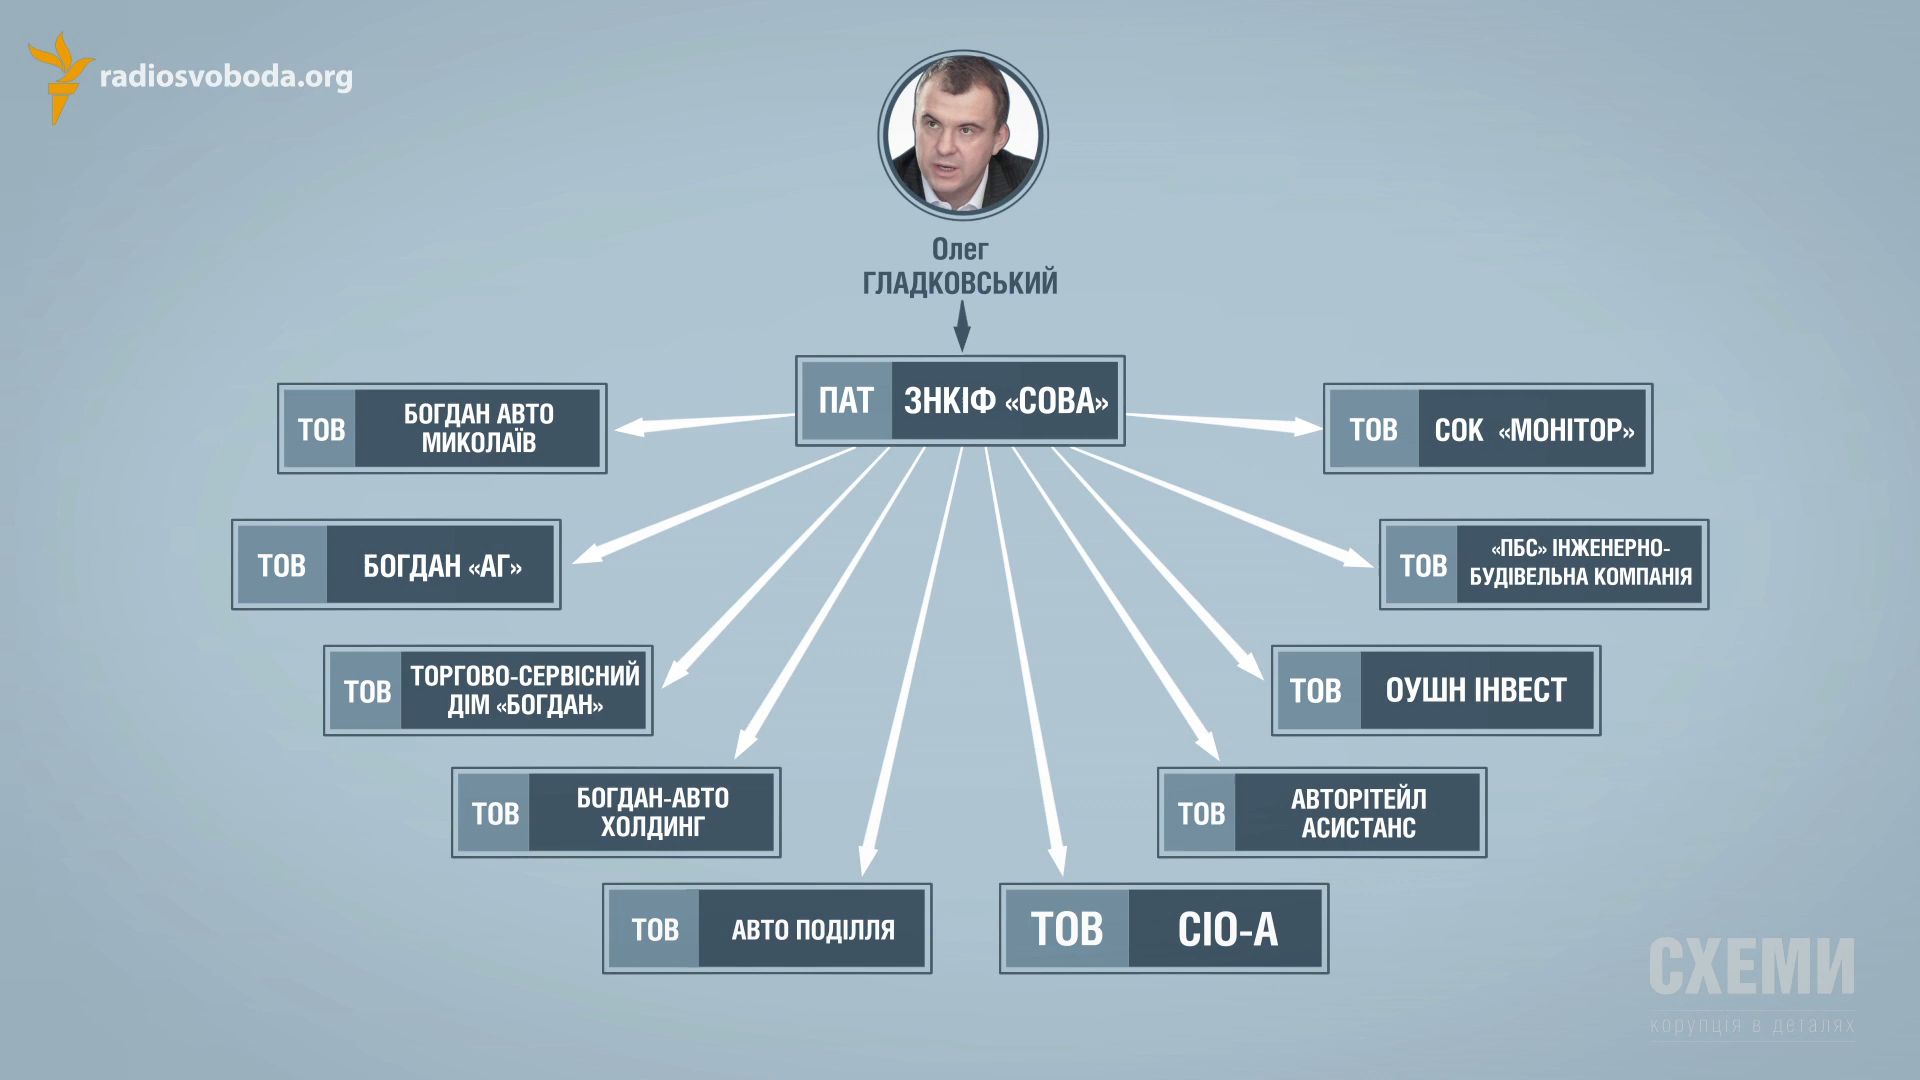 radiosvoboda.org
Олег
ГЛАДКОВСЬКИЙ
ПАТ ЗНКІФ «СОВА»
ТОВ БОГДАН АВТО
МИКОЛАЇВ
ТОВ СОК «МОНІТОР»
ТОВ БОГДАН «АГ»
ТОВ «ПБС» ІНЖЕНЕРНО-
БУДІВЕЛЬНА КОМПАНІЯ
ТОВ ТОРГОВО-СЕРВІСНИЙ
ДІМ «БОГДАН»
ТОВ ОУШН ІНВЕСТ
ТОВ БОГДАН-АВТО
ХОЛДИНГ
ТОВ АВТОРІТЕЙЛ
АСИСТАНС
ТОВ АВТО ПОДІЛЛЯ
ТОВ СІО-А
СХЕМИ
корупція в деталях